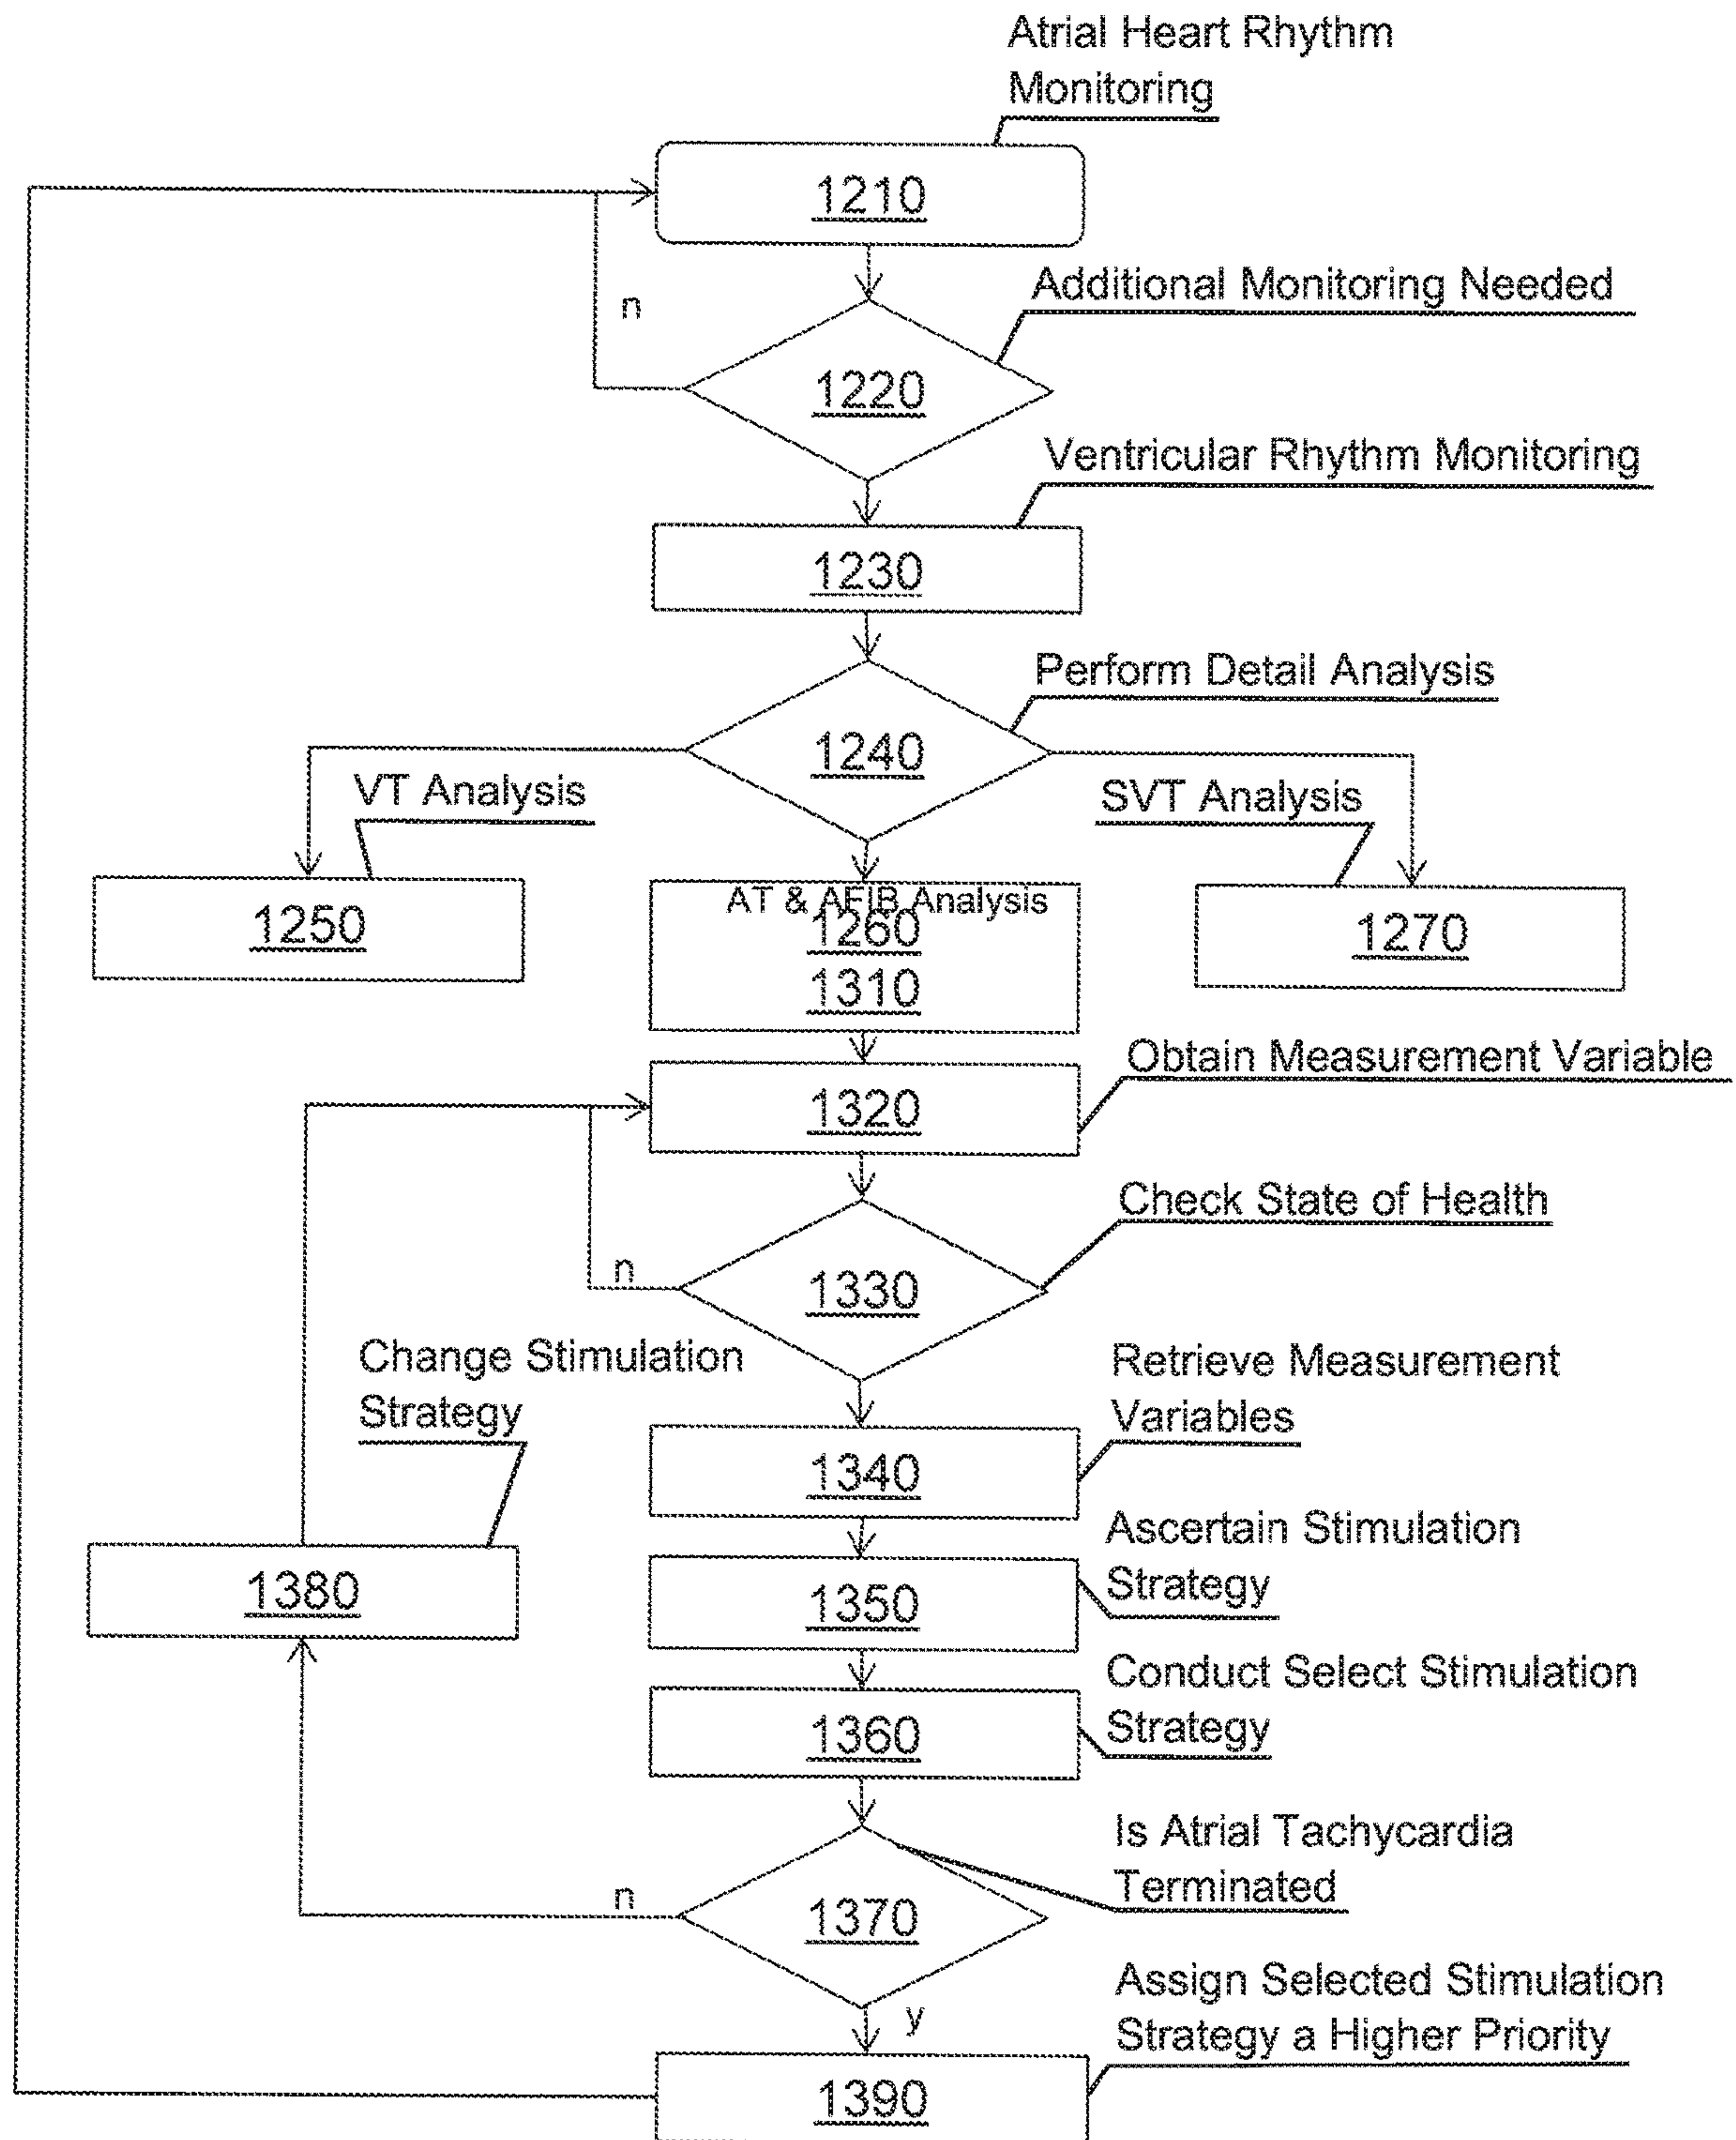 Atrial Heart Rhythm
Monitoring
1210
Additional Monitoring Needed
n
1220
Ventricular Rhythm Monitoring
1230
Perform Detail Analysis
1240
VT Analysis
SVT Analysis
AT & AFIB Analysis
1250
1260
1270
1310
Obtain Measurement Variable
1320
Check State of Health
n
1330
Change Stimulation
Strategy
Retrieve Measurement
Variables
1340
Ascertain Stimulation
Strategy
1380
1350
Conduct Select Stimulation
Strategy
1360
Is Atrial Tachycardia
Terminated
n
1370
Assign Selected Stimulation
Strategy a Higher Priority
y
1390